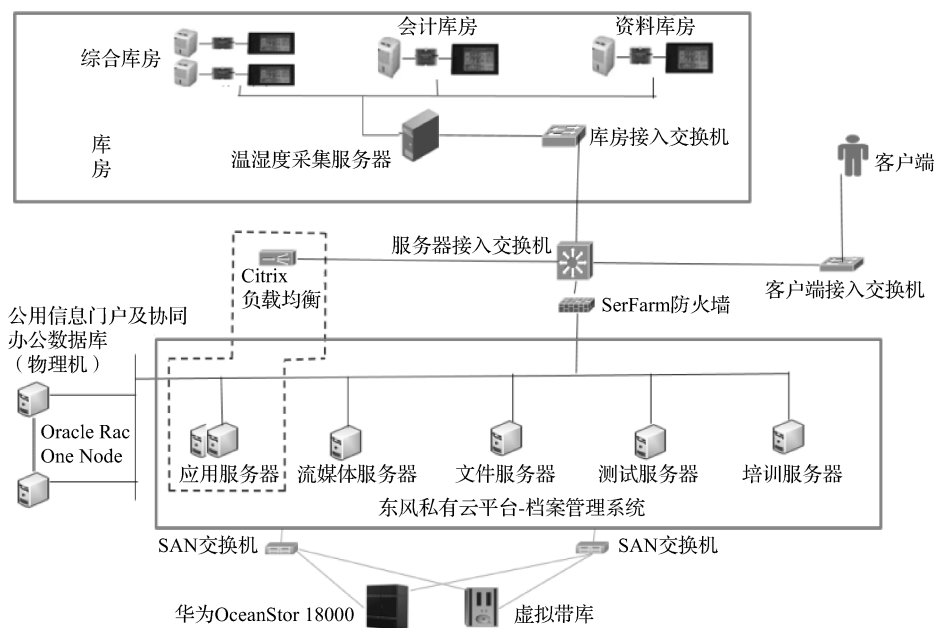 会计库房
资料库房
综合库房
库
房
温湿度采集服务器
库房接入交换机
客户端
服务器接入交换机
Citrix
负载均衡
SerFarm防火墙
客户端接入交换机
公用信息门户及协同
办公数据库
（物理机）
Oracle Rac
One Node
应用服务器
流媒体服务器
文件服务器
测试服务器
培训服务器
东风私有云平台-档案管理系统
SAN交换机
SAN交换机
华为OceanStor 18000
虚拟带库